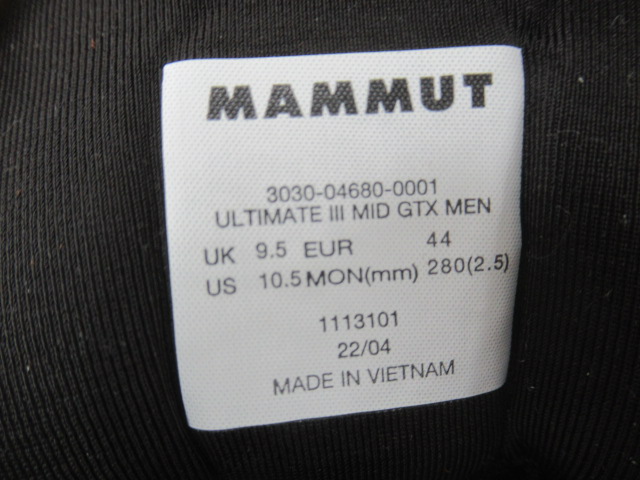 MAMMUT
3030-04680-0001
ULTIMATE III MID GTX MEN
UK 9.5 EUR 44
US 10.5 MON(mm) 280(2.5)
1113101
22/04
MADE IN VIETNAM